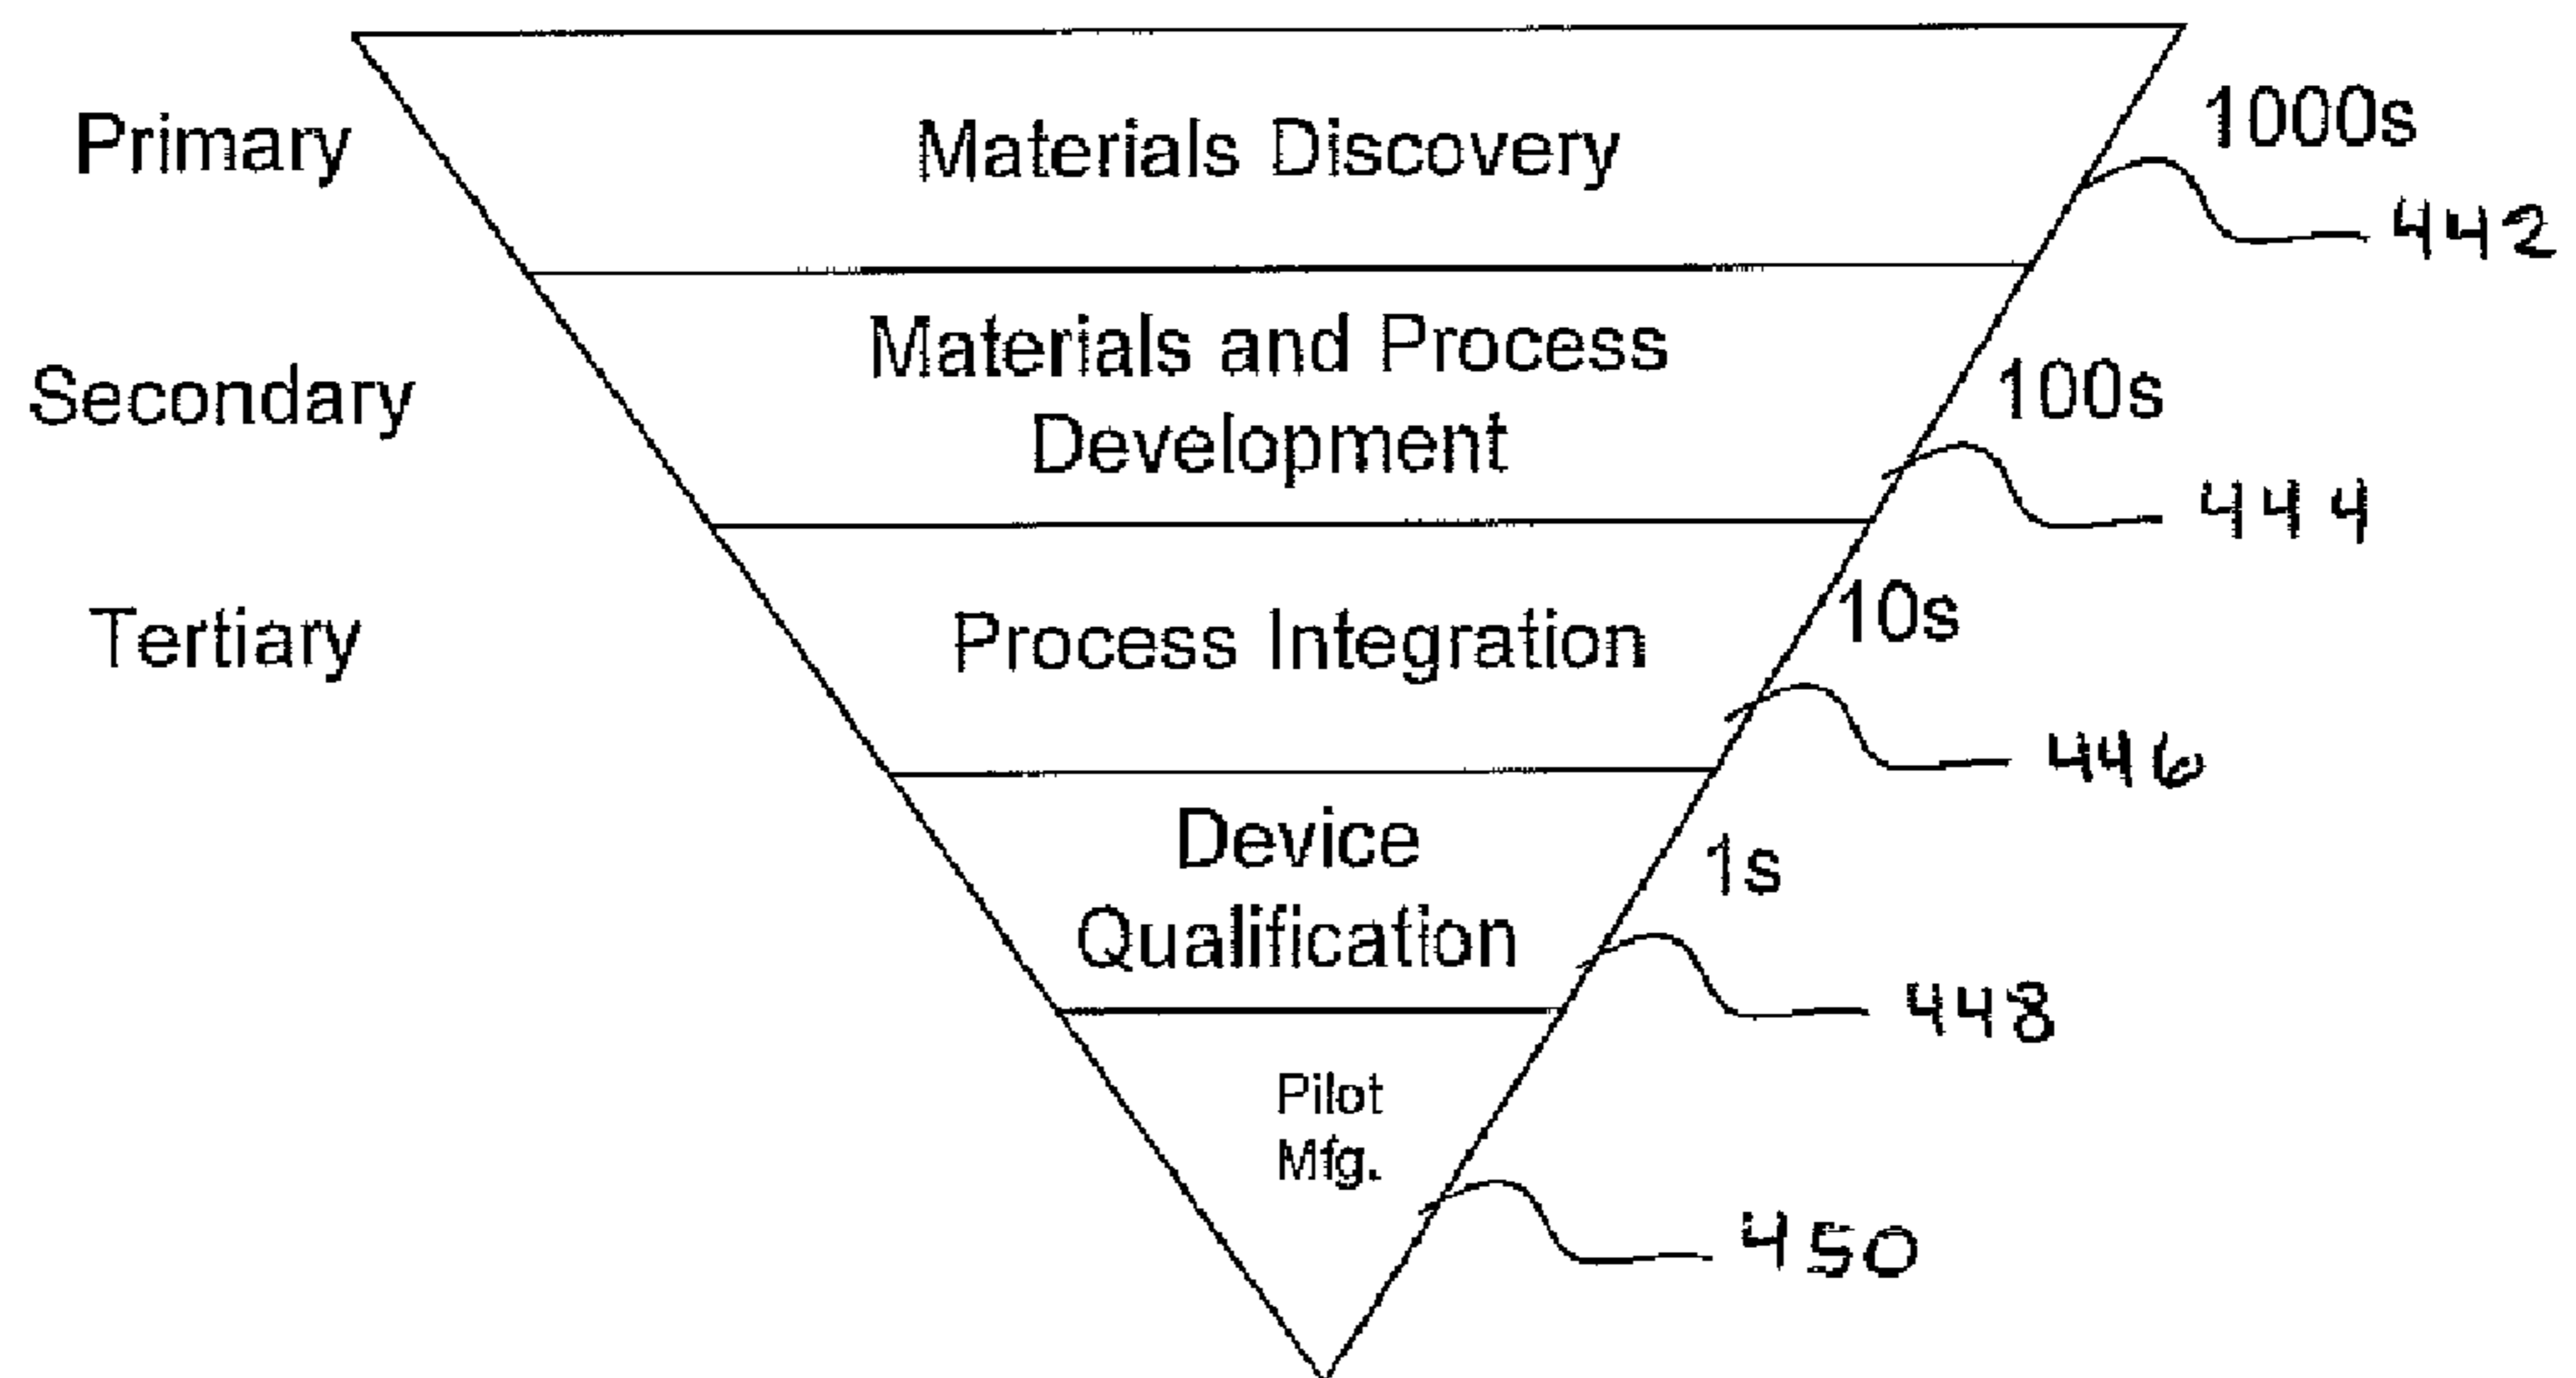 Primary
Materials Discovery
1000s
442
Secondary
Materials and Process
Development
100s
444
Tertiary
Process Integration
10s
446
Device
Qualification
1s
448
Pilot
Mfg.
450